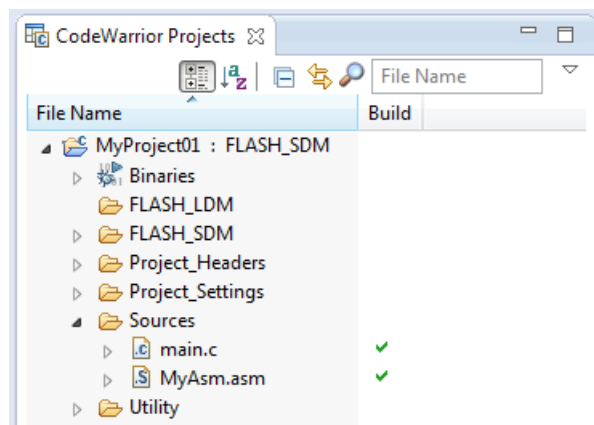 CodeWarrior Projects
File Name
File Name Build
MyProject01 : FLASH_SDM
Binaries
FLASH_LDM
FLASH_SDM
Project_Headers
Project_Settings
Sources
main.c
MyAsm.asm
Utility